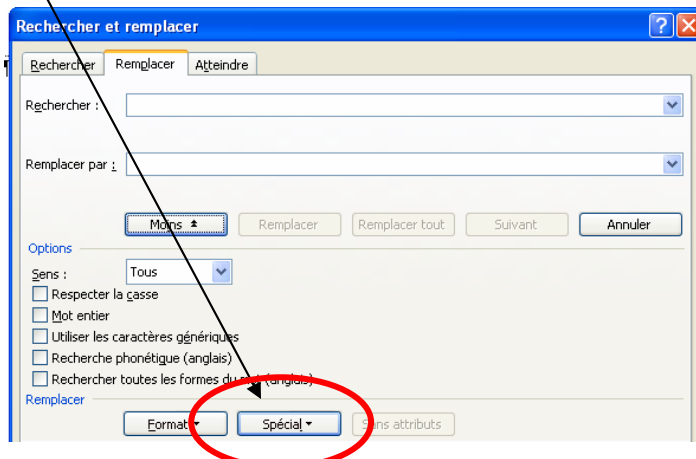 Rechercher et remplacer
Rechercher Remplacer Atteindre
Rechercher :
Remplacer par :
Moins Remplacer Remplacer tout Suivant Annuler
Options
Sens : Tous
Respecter la casse
Mot entier
Utiliser les caractères génériques
Recherche phonétique (anglais)
Rechercher toutes les formes du mot (anglais)
Remplacer
Format Spécial Sans attributs